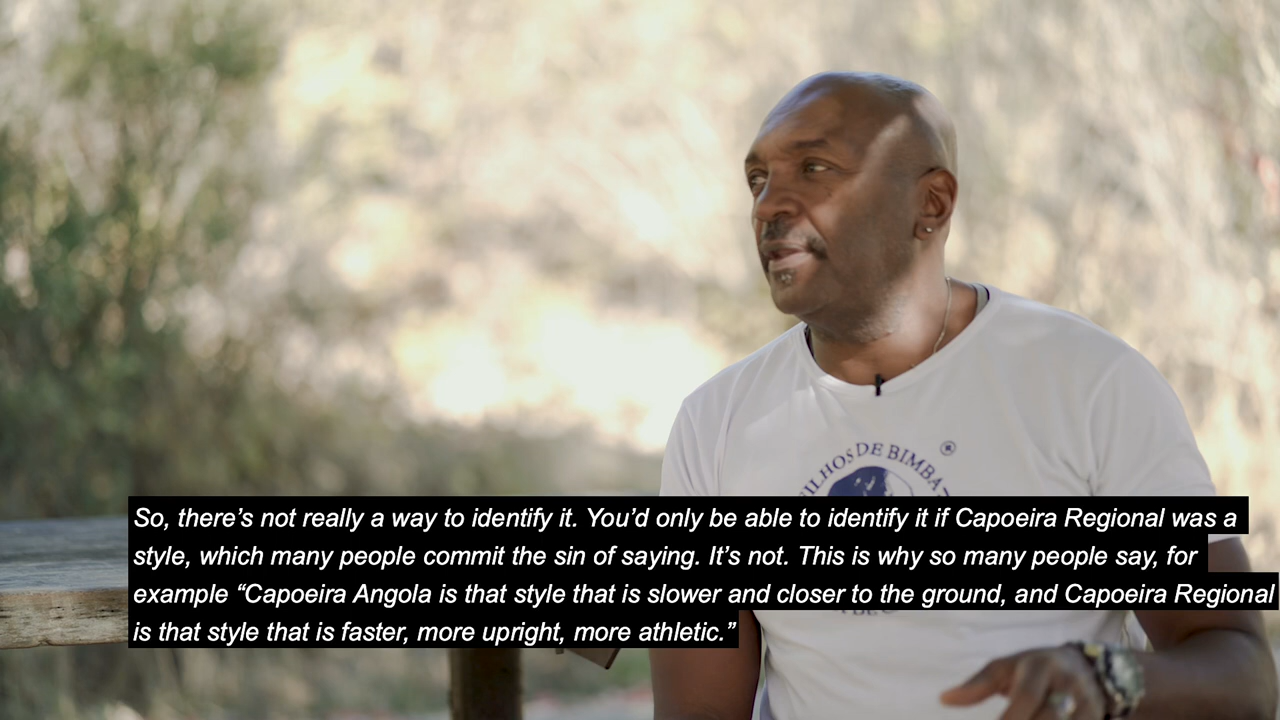 FILHOS DE BIMBA
So, there’s not really a way to identify it. You’d only be able to identify it if Capoeira Regional was a
style, which many people commit the sin of saying. It’s not. This is why so many people say, for
example “Capoeira Angola is that style that is slower and closer to the ground, and Capoeira Regional
is that style that is faster, more upright, more athletic.”